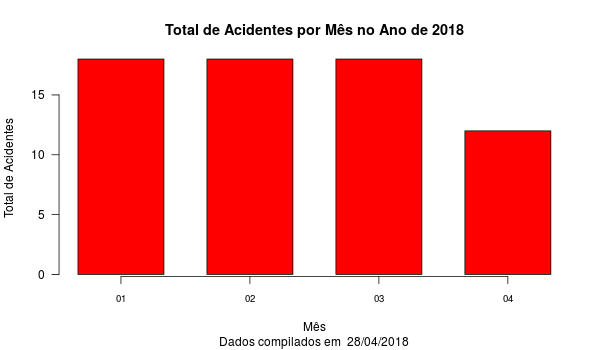 Total de Acidentes por Mês no Ano de 2018
Total de Acidentes
15
10
5
0
01 02 03 04
Mês
Dados compilados em 28/04/2018